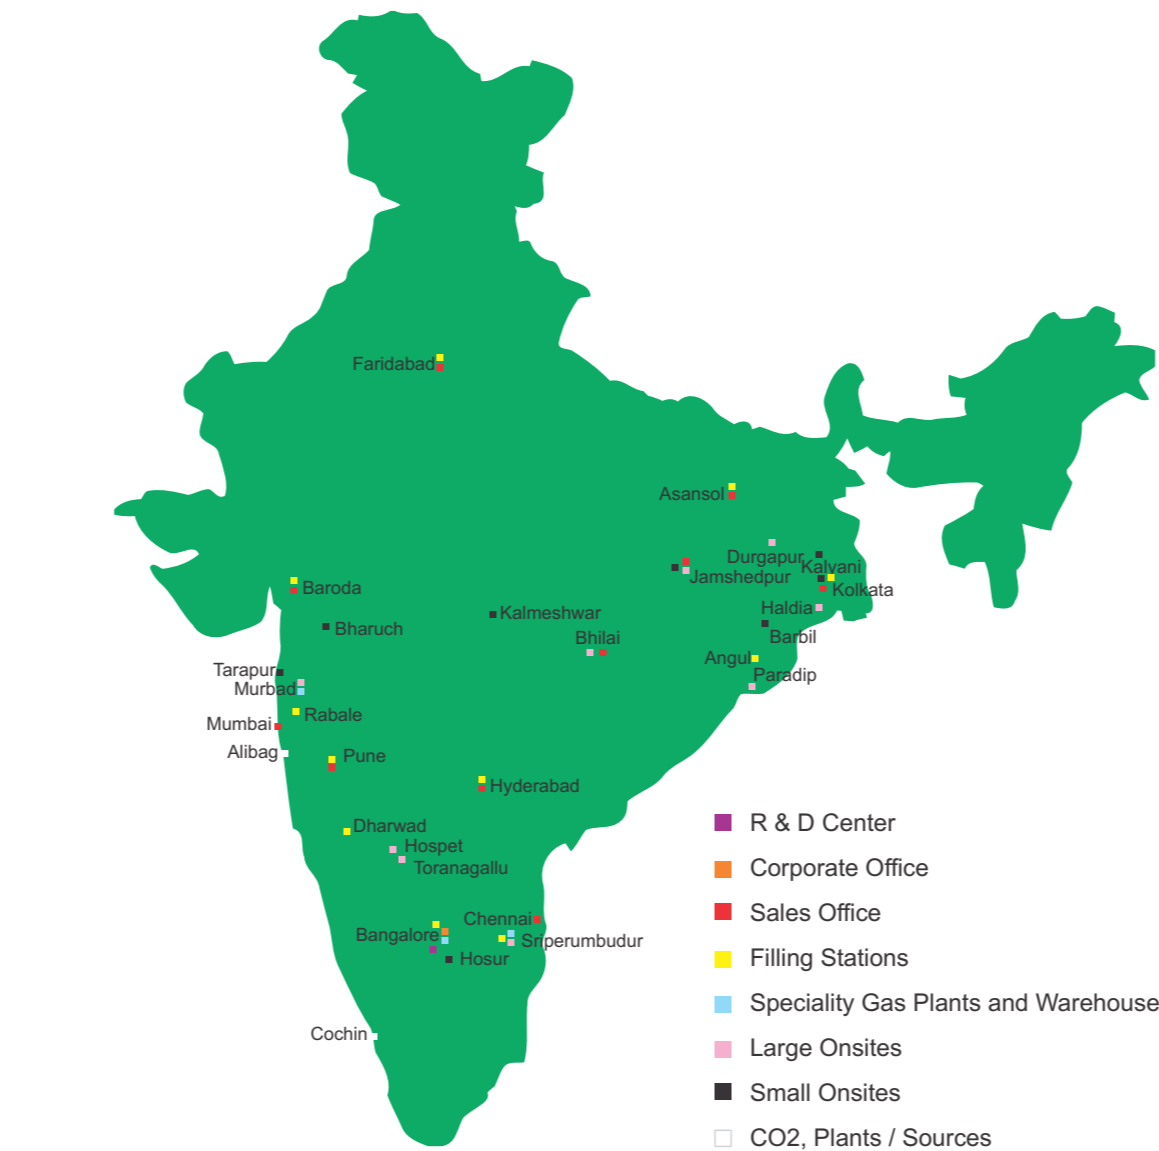 Faridabad
Asansol
Durgapur
Kalvani
Jamshedpur
Baroda
Kolkata
Kalmeshwar
Haldia
Bharuch
Bhilai
Barbil
Angul
Tarapur
Paradip
Murbad
Rabale
Mumbai
Alibag
Pune
Hyderabad
Dharwad
Hospet
Toranagallu
Chennai
Bangalore
Sriperumbudur
Hosur
Cochin
R & D Center
Corporate Office
Sales Office
Filling Stations
Speciality Gas Plants and Warehouse
Large Onsites
Small Onsites
CO2, Plants / Sources